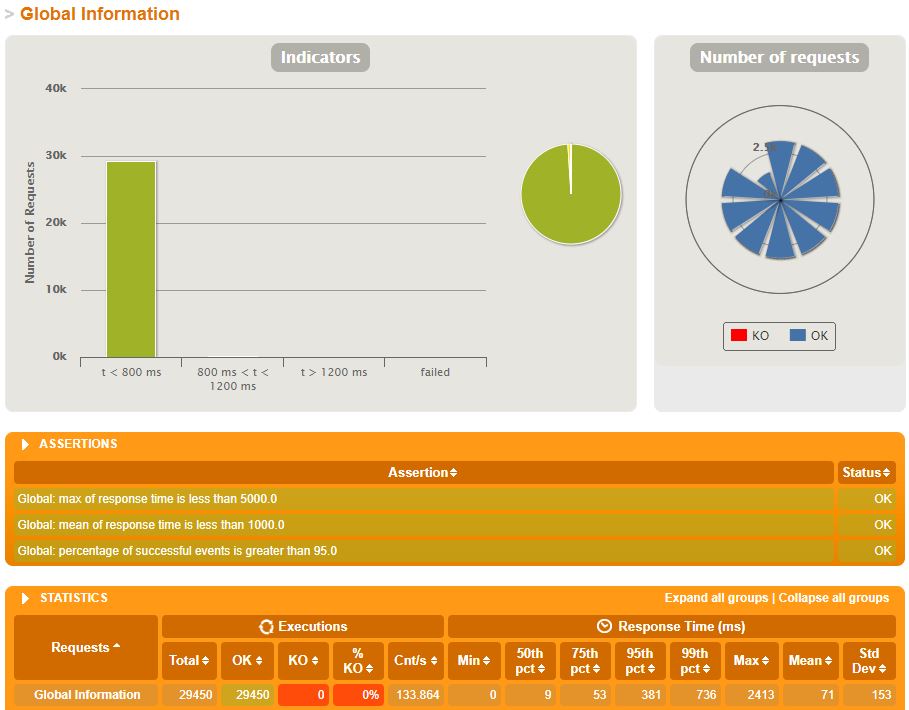 > Global Information
Indicators
Number of requests
40k
30k
20k
10k
0k
Number of Requests
t < 800 ms
800 ms < t <
1200 ms
t > 1200 ms
failed
KO OK
ASSERTIONS
Assertion Status
Global: max of response time is less than 5000.0 OK
Global: mean of response time is less than 1000.0 OK
Global: percentage of successful events is greater than 95.0 OK
STATISTICS Expand all groups | Collapse all groups
Requests
Executions
Response Time (ms)
Total OK KO % KO Cnt/s Min 50th pct 75th pct 95th pct 99th pct Max Mean Std Dev
Global Information 29450 29450 0 0% 133.864 0 9 53 381 736 2413 71 153